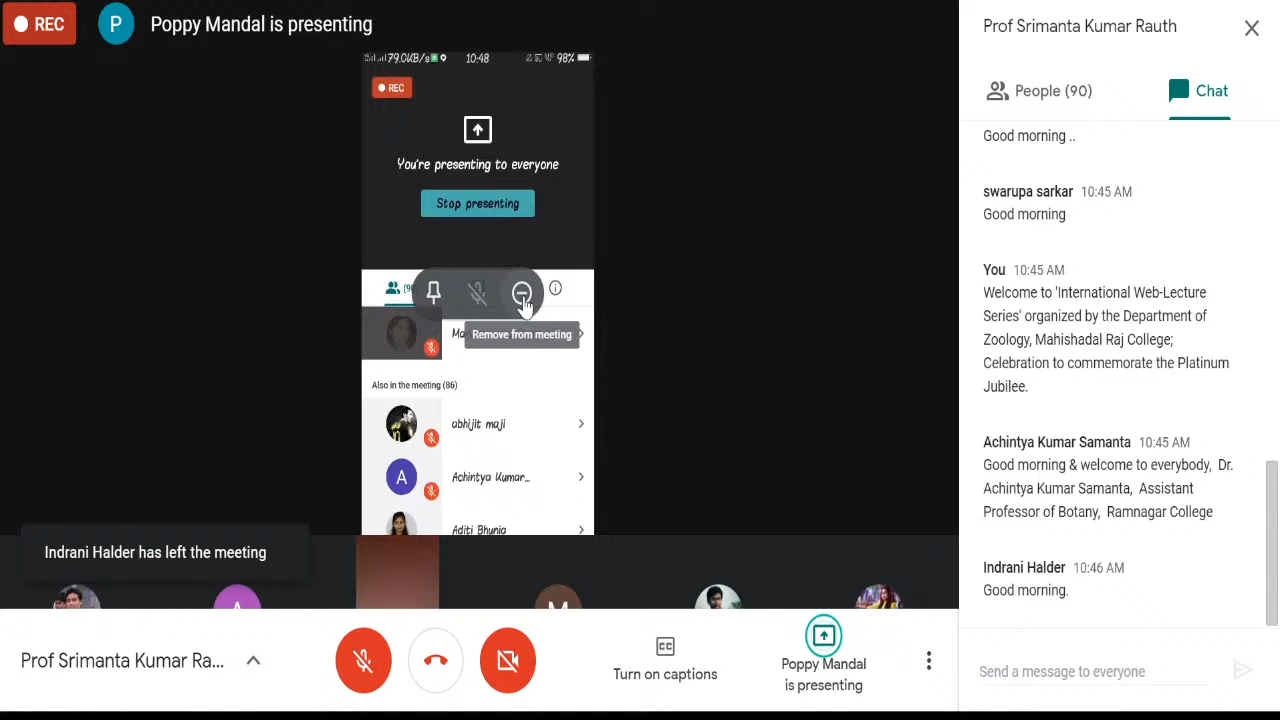 REC
P
Poppy Mandal is presenting
79.0KB/s
10:48
98%
REC
You're presenting to everyone
Stop presenting
Remove from meeting
Also in the meeting (86)
abhijit maji
A
Achintya Kumar...
Aditi Bhunia
Indrani Halder has left the meeting
A
M
Prof Srimanta Kumar Ra...
CC
Turn on captions
Poppy Mandal
is presenting
Prof Srimanta Kumar Rauth
People (90)
Chat
Good morning ..
swarupa sarkar 10:45 AM
Good morning
You 10:45 AM
Welcome to 'International Web-Lecture
Series' organized by the Department of
Zoology, Mahishadal Raj College;
Celebration to commemorate the Platinum
Jubilee.
Achintya Kumar Samanta 10:45 AM
Good morning & welcome to everybody, Dr.
Achintya Kumar Samanta, Assistant
Professor of Botany, Ramnagar College
Indrani Halder 10:46 AM
Good morning.
Send a message to everyone